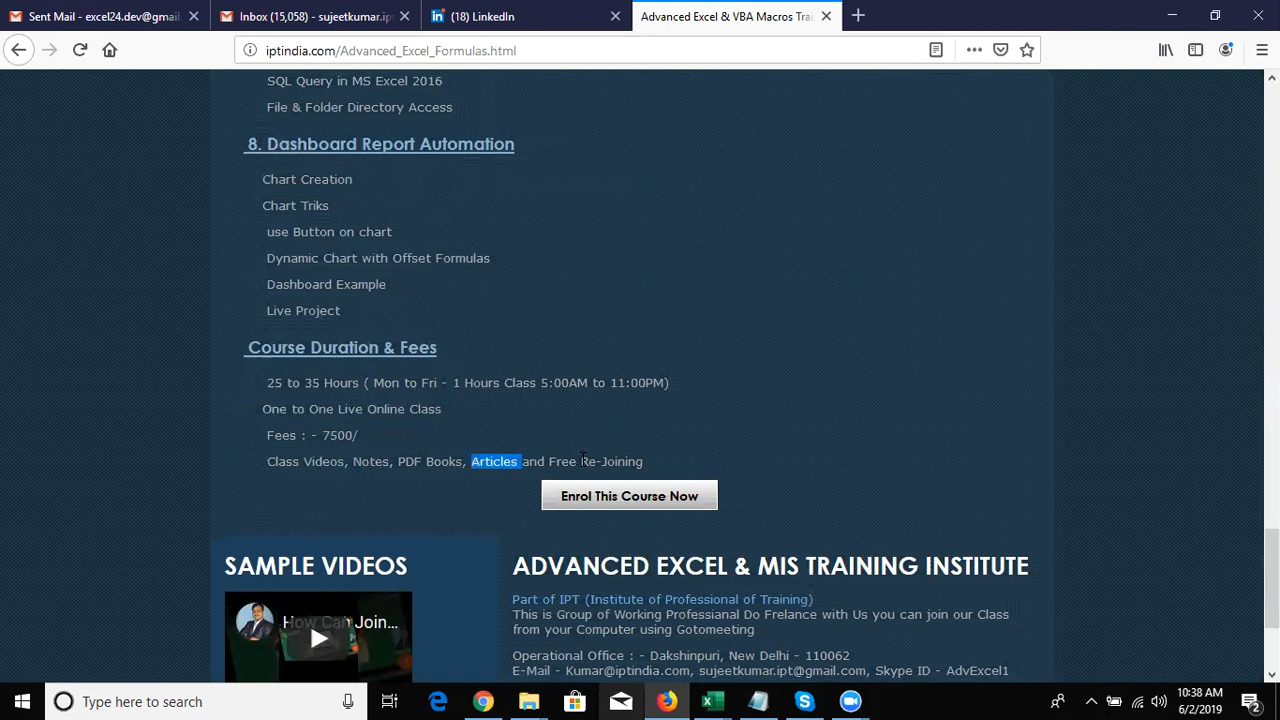 Sent Mail - excel24.dev@gmail.
Inbox (15,058) - sujeetkumar.ip
(18) LinkedIn
Advanced Excel & VBA Macros Trai
iptindia.com/Advanced_Excel_Formulas.html
SQL Query in MS Excel 2016
File & Folder Directory Access
8. Dashboard Report Automation
Chart Creation
Chart Triks
use Button on chart
Dynamic Chart with Offset Formulas
Dashboard Example
Live Project
Course Duration & Fees
25 to 35 Hours ( Mon to Fri - 1 Hours Class 5:00AM to 11:00PM)
One to One Live Online Class
Fees : - 7500/
Class Videos, Notes, PDF Books, Articles and Free Re-Joining
Enrol This Course Now
SAMPLE VIDEOS
How Can Join...
ADVANCED EXCEL & MIS TRAINING INSTITUTE
Part of IPT (Institute of Professional of Training)
This is Group of Working Professianal Do Frelance with Us you can join our Class
from your Computer using Gotomeeting
Operational Office : - Dakshinpuri, New Delhi - 110062
E-Mail - Kumar@iptindia.com, sujeetkumar.ipt@gmail.com, Skype ID - AdvExcel1
Type here to search
10:38 AM
6/2/2019
2